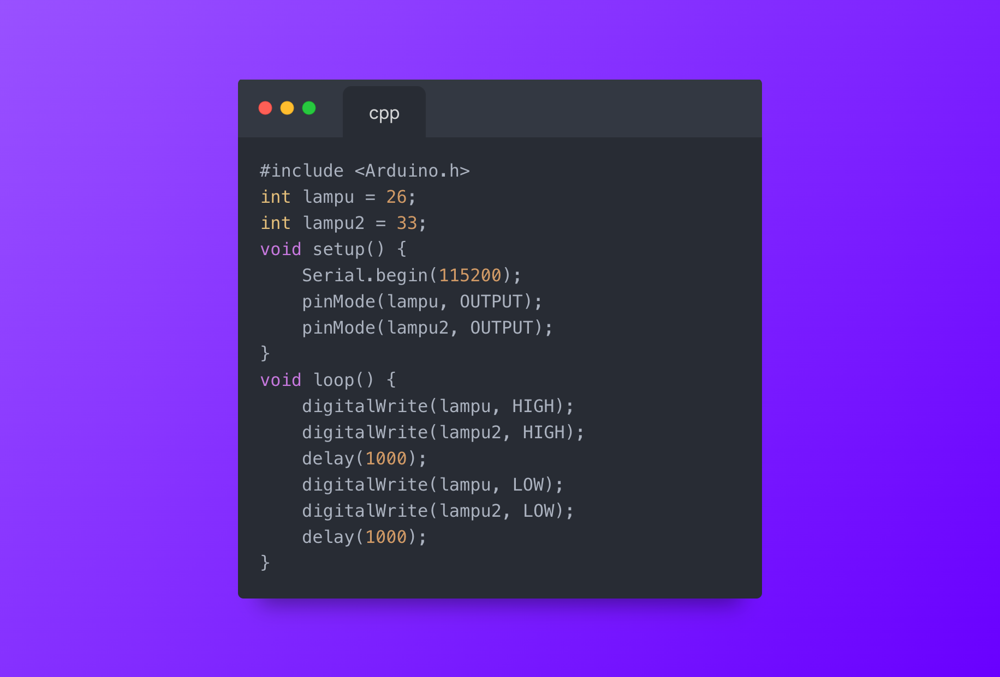 cpp
#include <Arduino.h>
int lampu = 26;
int lampu2 = 33;
void setup() {
    Serial.begin(115200);
    pinMode(lampu, OUTPUT);
    pinMode(lampu2, OUTPUT);
}
void loop() {
    digitalWrite(lampu, HIGH);
    digitalWrite(lampu2, HIGH);
    delay(1000);
    digitalWrite(lampu, LOW);
    digitalWrite(lampu2, LOW);
    delay(1000);
}